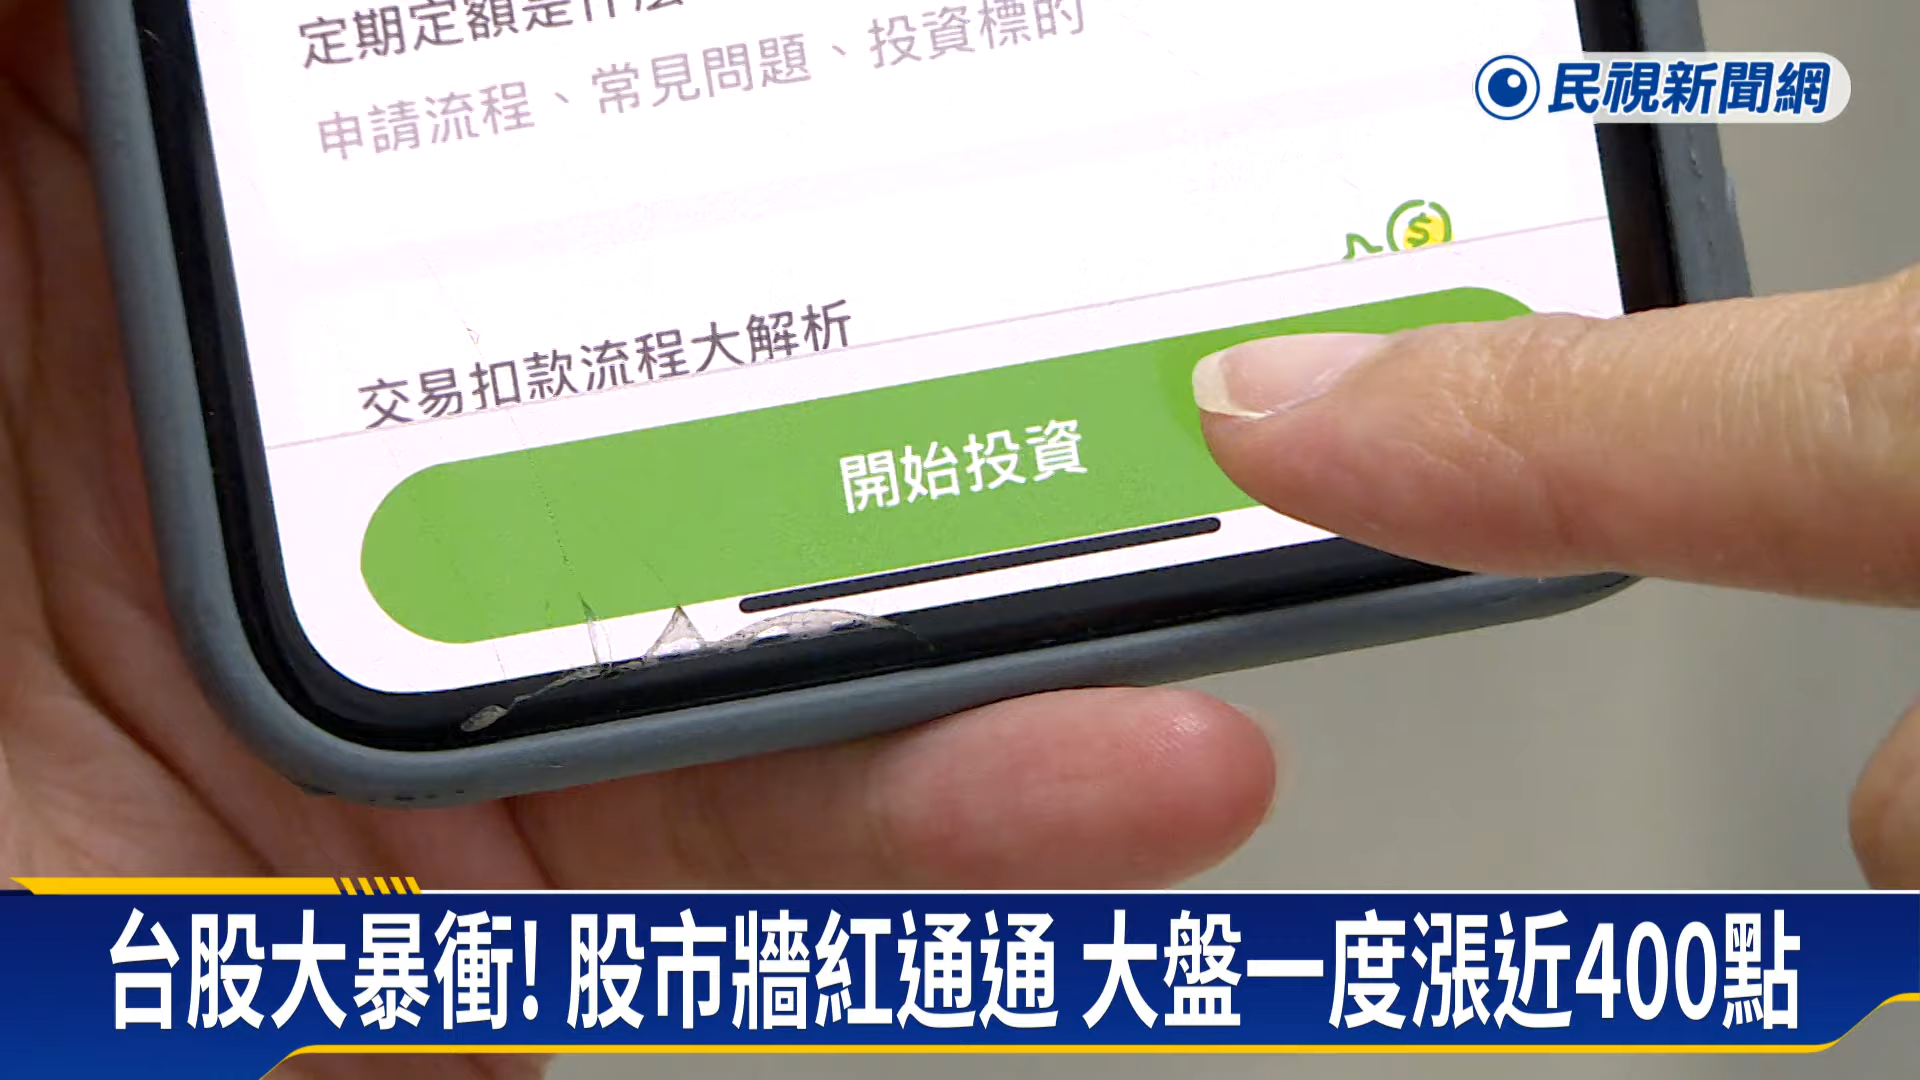 定期定額是什麼
申請流程、常見問題、投資標的
民視新聞網
$
交易扣款流程大解析
開始投資
台股大暴衝! 股市牆紅通通 大盤一度漲近400點